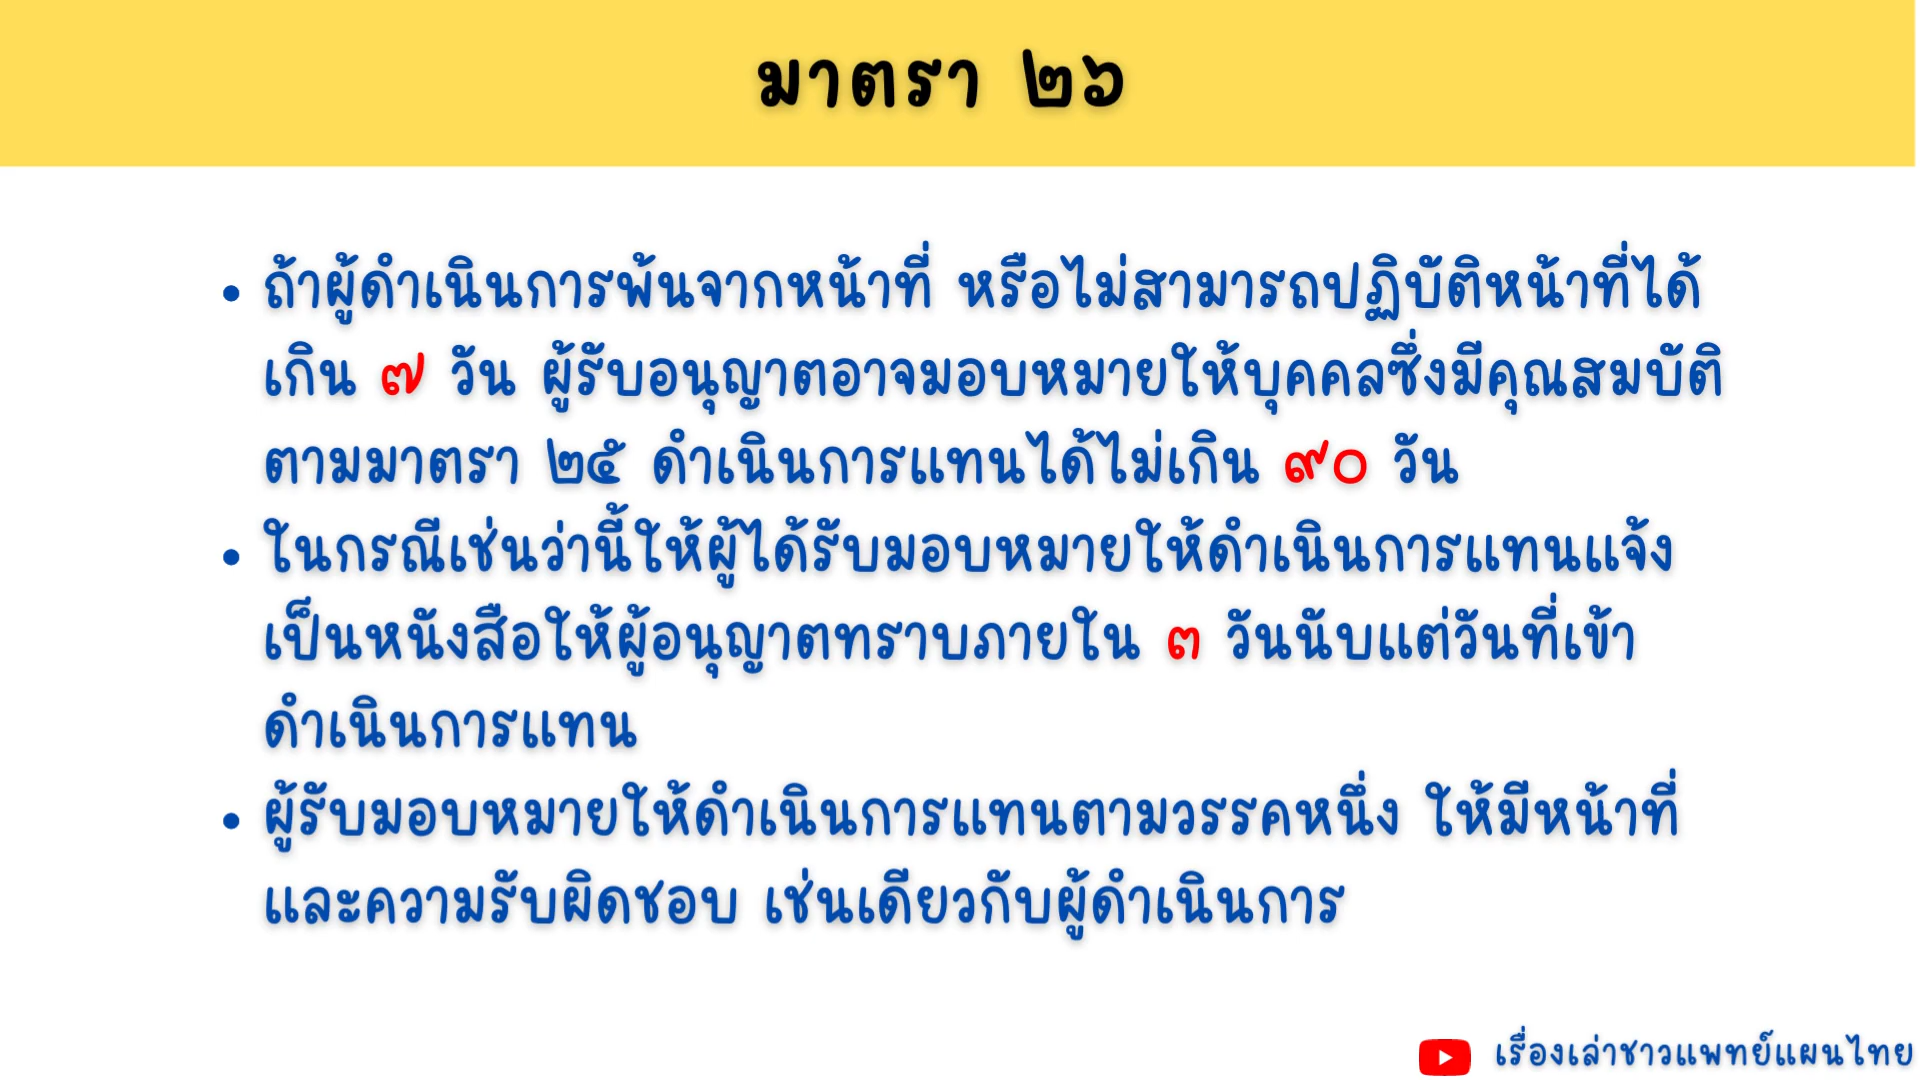 มาตรา ๒๖
• ถ้าผู้ดำเนินการพ้นจากหน้าที่ หรือไม่สามารถปฏิบัติหน้าที่ได้
เกิน ๗ วัน ผู้รับอนุญาตอาจมอบหมายให้บุคคลซึ่งมีคุณสมบัติ
ตามมาตรา ๒๕ ดำเนินการแทนได้ไม่เกิน ๙๐ วัน
• ในกรณีเช่นว่านี้ให้ผู้ได้รับมอบหมายให้ดำเนินการแทนแจ้ง
เป็นหนังสือให้ผู้อนุญาตทราบภายใน ๓ วันนับแต่วันที่เข้า
ดำเนินการแทน
• ผู้รับมอบหมายให้ดำเนินการแทนตามวรรคหนึ่ง ให้มีหน้าที่
และความรับผิดชอบ เช่นเดียวกับผู้ดำเนินการ
เรื่องเล่าชาวแพทย์แผนไทย